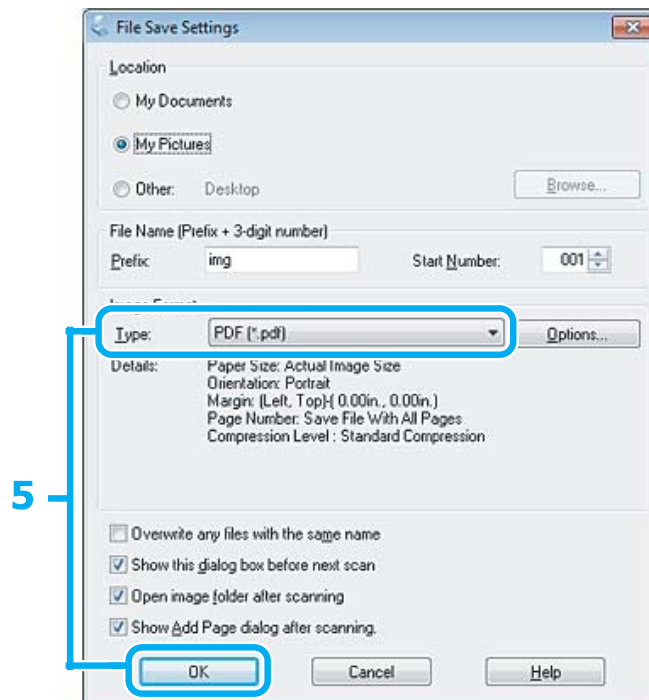 File Save Settings
Location
My Documents
My Pictures
Other: Desktop Browse...
File Name (Prefix + 3-digit number)
Prefix: img Start Number: 001
Image Format
Type: PDF (*.pdf) Options...
Details: Paper Size: Actual Image Size
Orientation: Portrait
Margin: (Left, Top)-( 0.00in., 0.00in.)
Page Number: Save File With All Pages
Compression Level : Standard Compression
5
Overwrite any files with the same name
Show this dialog box before next scan
Open image folder after scanning
Show Add Page dialog after scanning.
OK Cancel Help